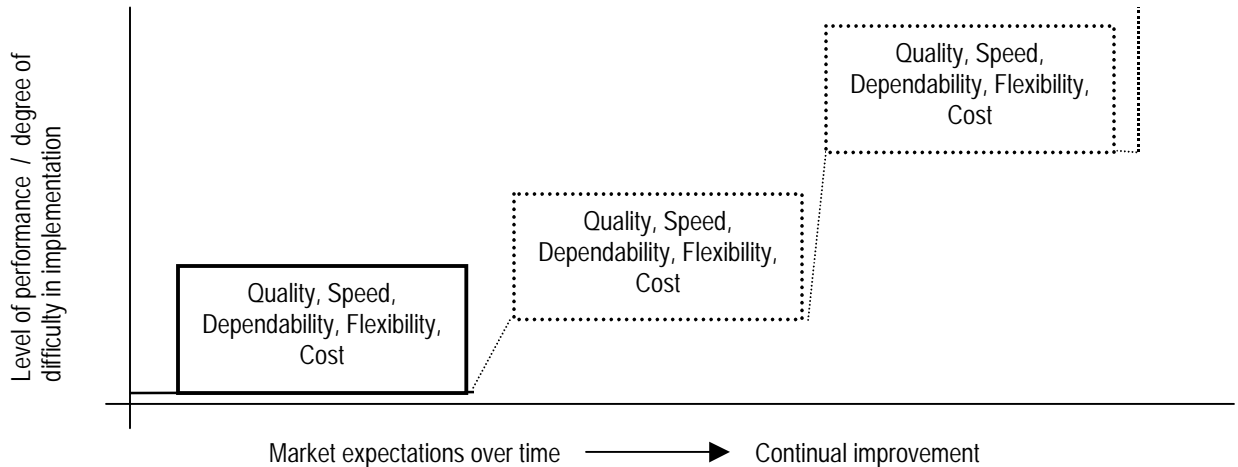 Level of performance / degree of
difficulty in implementation
Quality, Speed,
Dependability, Flexibility,
Cost
Quality, Speed,
Dependability, Flexibility,
Cost
Quality, Speed,
Dependability, Flexibility,
Cost
Market expectations over time Continual improvement